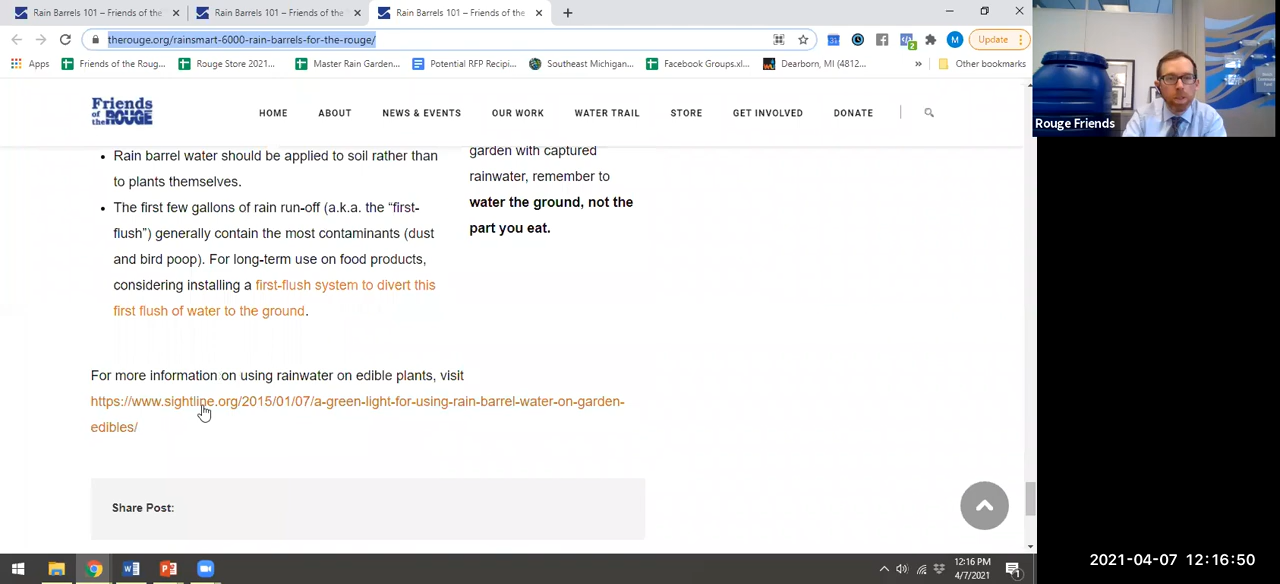 Rain Barrels 101 – Friends of the
Rain Barrels 101 – Friends of the
Rain Barrels 101 – Friends of the
therouge.org/rainsmart-6000-rain-barrels-for-the-rouge/
Update
Apps
Friends of the Roug...
Rouge Store 2021...
Master Rain Garden...
Potential RFP Recipi...
Southeast Michigan...
Facebook Groups.xl...
Dearborn, MI (4812...
»
Other bookmarks
Friends
of the ROUGE
HOME
ABOUT
NEWS & EVENTS
OUR WORK
WATER TRAIL
STORE
GET INVOLVED
DONATE
• Rain barrel water should be applied to soil rather than
to plants themselves.
• The first few gallons of rain run-off (a.k.a. the “first-
flush”) generally contain the most contaminants (dust
and bird poop). For long-term use on food products,
considering installing a first-flush system to divert this
first flush of water to the ground.
garden with captured
rainwater, remember to
water the ground, not the
part you eat.
For more information on using rainwater on edible plants, visit
https://www.sightline.org/2015/01/07/a-green-light-for-using-rain-barrel-water-on-garden-
edibles/
Share Post:
Rouge Friends
12:16 PM
4/7/2021
2021-04-07 12:16:50